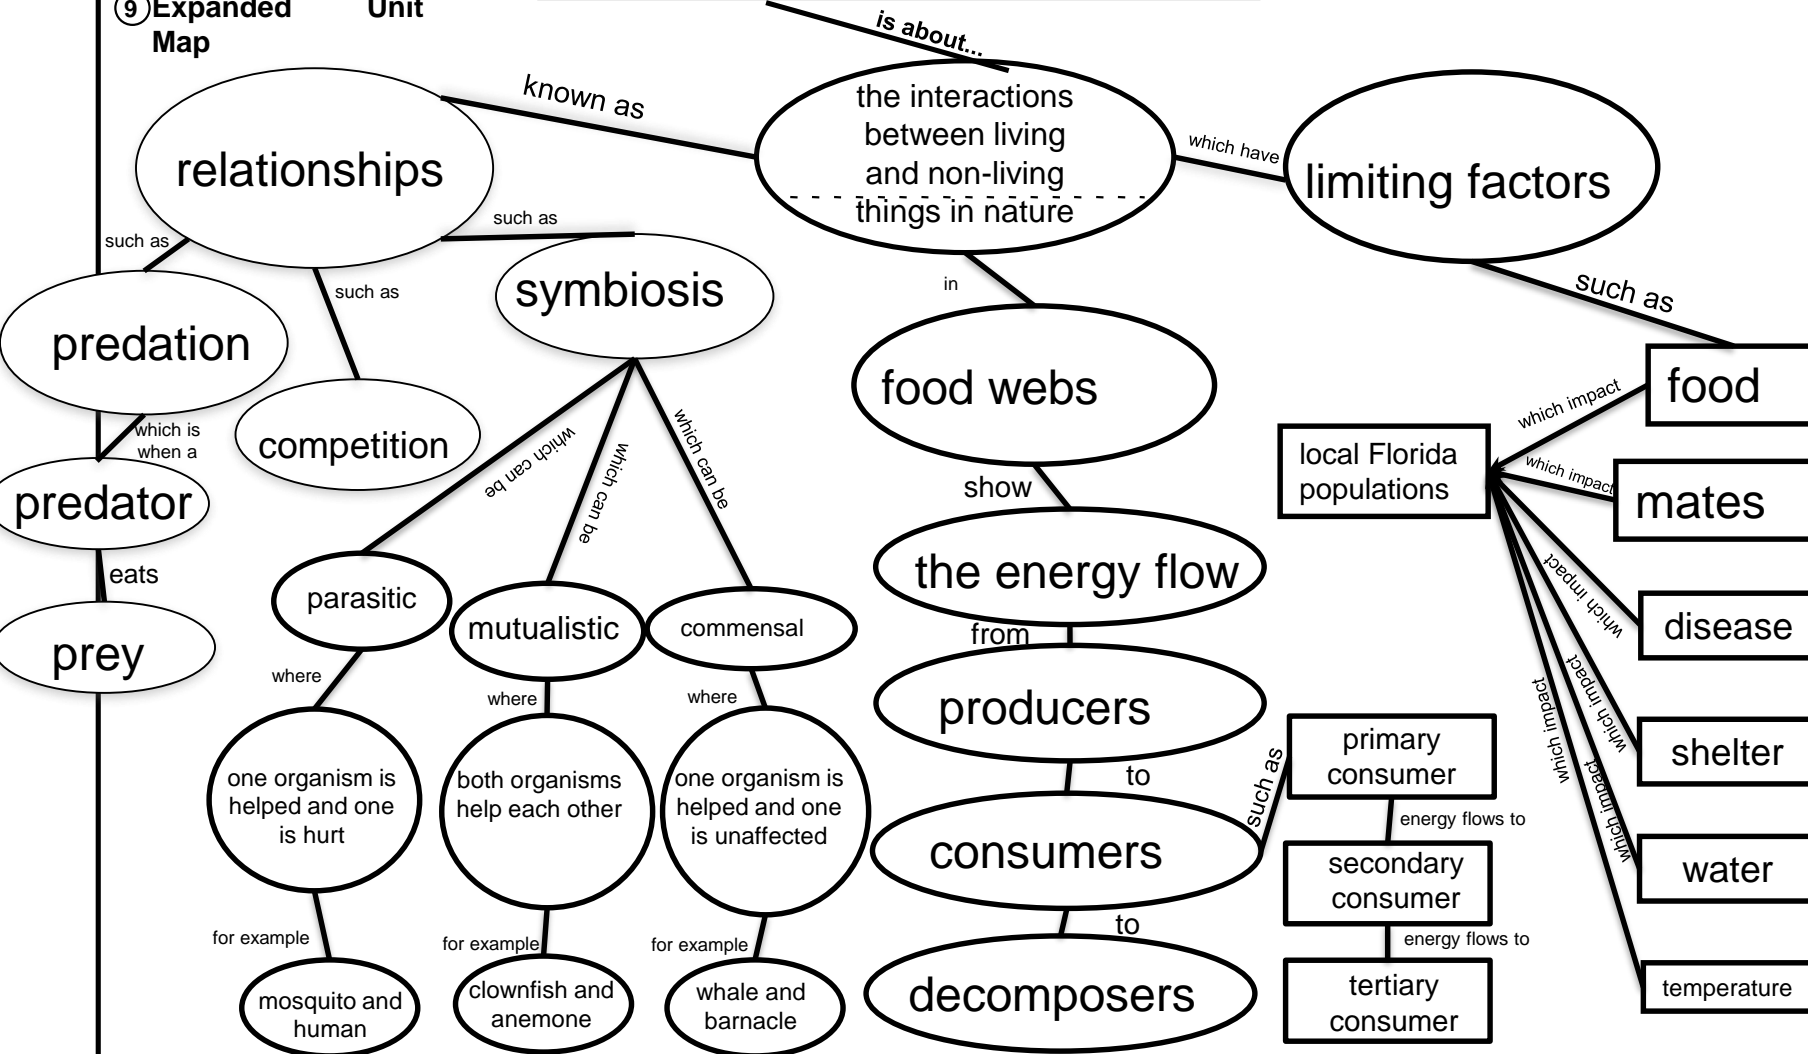 9 Expanded Unit
Map
is about...
known as
the interactions
between living
and non-living
things in nature
which have
limiting factors
relationships
such as
such as
such as
predation
which is
when a
predator
eats
prey
competition
symbiosis
which can be
which can be
which can be
parasitic
where
one organism is
helped and one
is hurt
for example
mosquito and
human
mutualistic
where
both organisms
help each other
for example
clownfish and
anemone
commensal
where
one organism is
helped and one
is unaffected
for example
whale and
barnacle
in
food webs
show
the energy flow
from
producers
to
consumers
to
decomposers
such as
primary
consumer
energy flows to
secondary
consumer
energy flows to
tertiary
consumer
such as
food
which impact
local Florida
populations
which impact
mates
which impact
disease
which impact
shelter
which impact
water
which impact
temperature